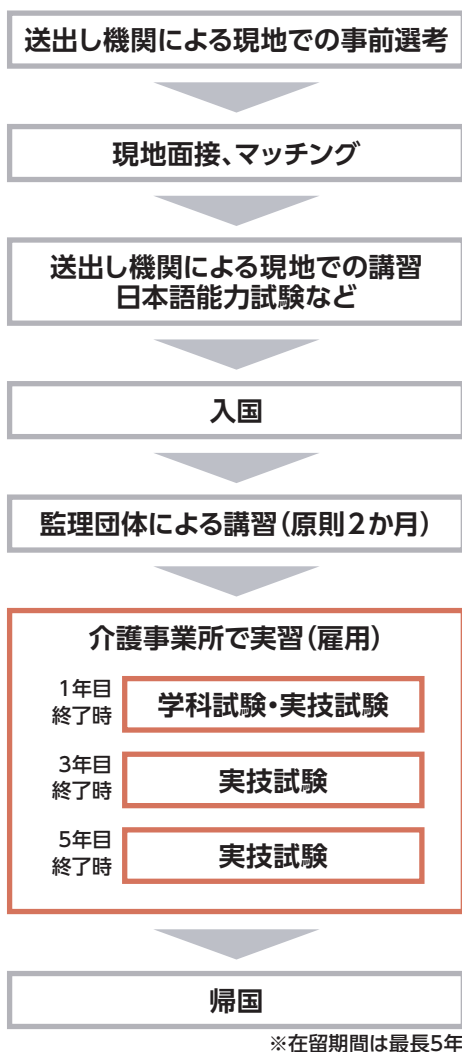 送出し機関による現地での事前選考
現地面接、マッチング
送出し機関による現地での講習
日本語能力試験など
入国
監理団体による講習(原則2か月)
介護事業所で実習(雇用)
1年目
終了時
学科試験・実技試験
3年目
終了時
実技試験
5年目
終了時
実技試験
帰国
※在留期間は最長5年